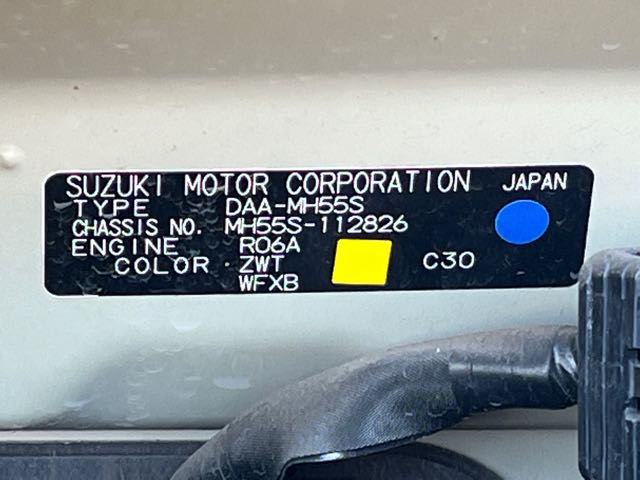 SUZUKI MOTOR CORPORATION JAPAN
TYPE DAA-MH55S
CHASSIS NO. MH55S-112826
ENGINE R06A
COLOR ZWT C30
WFXB